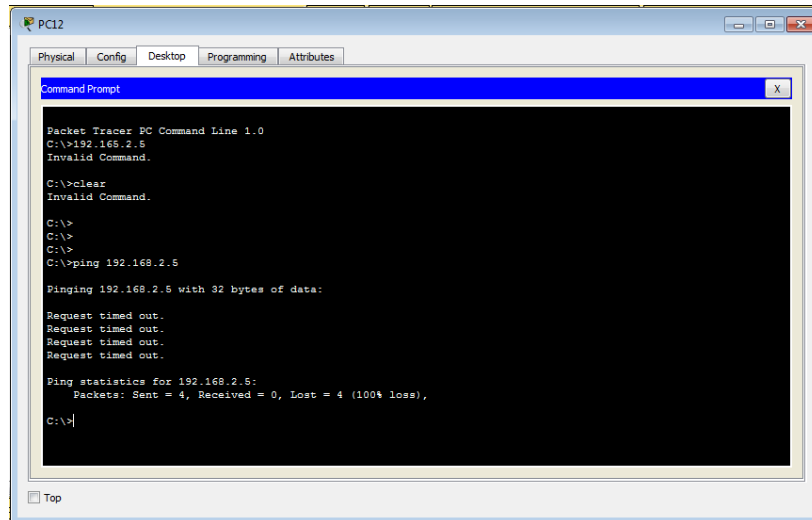 PC12
Physical Config Desktop Programming Attributes
Command Prompt
X
Packet Tracer PC Command Line 1.0
C:\>192.165.2.5
Invalid Command.
C:\>clear
Invalid Command.
C:\>
C:\>
C:\>
C:\>ping 192.168.2.5
Pinging 192.168.2.5 with 32 bytes of data:
Request timed out.
Request timed out.
Request timed out.
Request timed out.
Ping statistics for 192.168.2.5:
Packets: Sent = 4, Received = 0, Lost = 4 (100% loss),
C:\>
Top